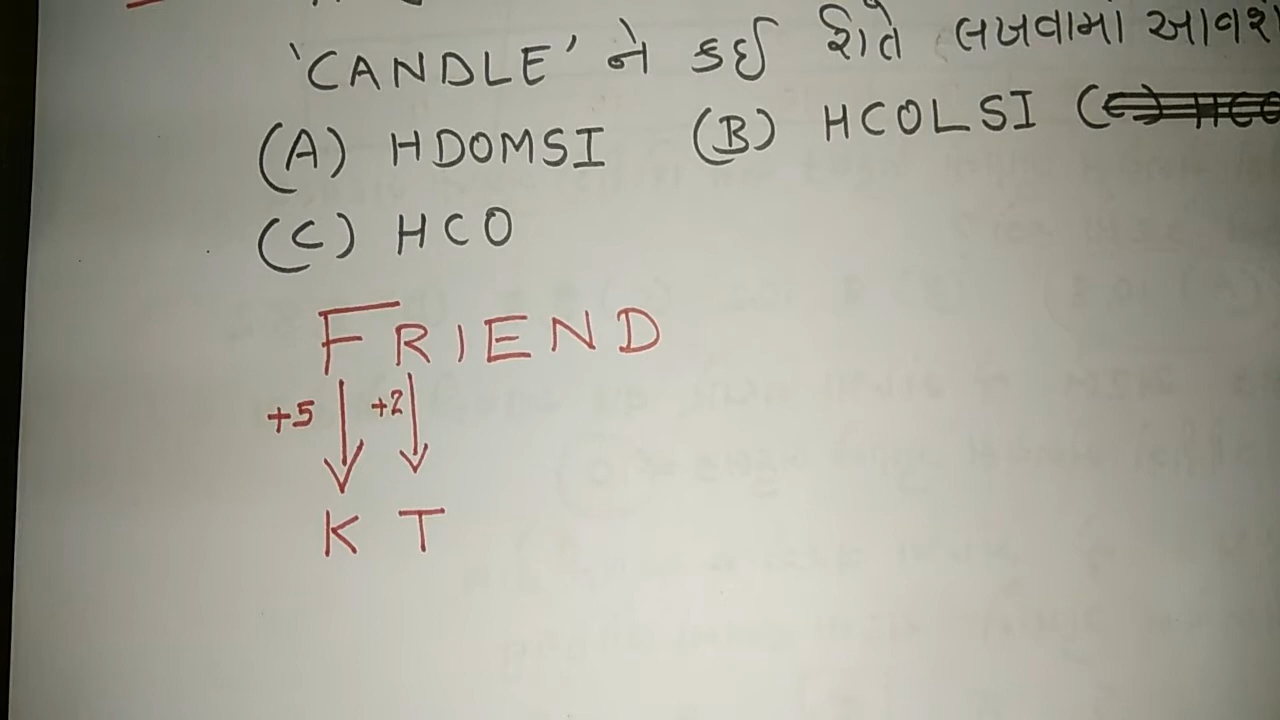 'CANDLE' ને કઈ રીતે લખવામાં આવશે
(A) HDOMSI (B) HCOLSI
(C) HCO
FRIEND
+5 +2
K T